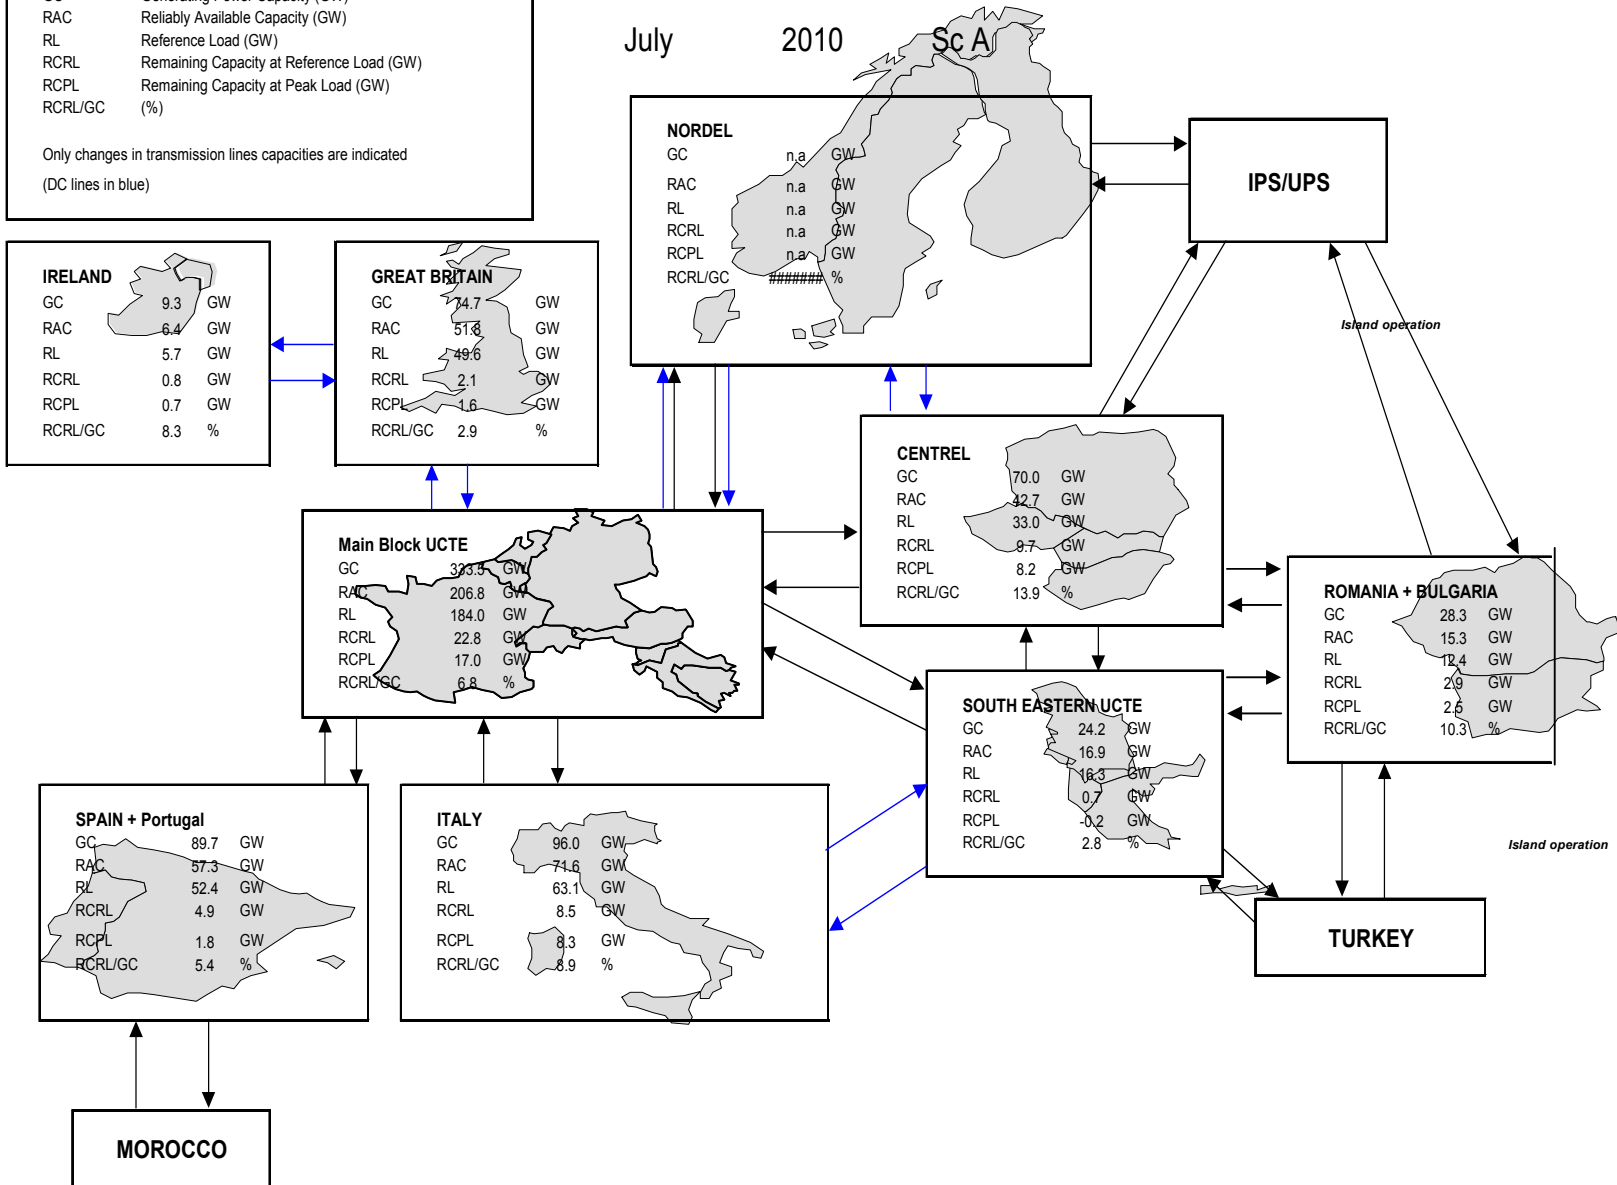 GC Generating Power Capacity (GW)
RAC Reliably Available Capacity (GW)
RL Reference Load (GW)
RCRL Remaining Capacity at Reference Load (GW)
RCPL Remaining Capacity at Peak Load (GW)
RCRL/GC (%)
Only changes in transmission lines capacities are indicated
(DC lines in blue)
July 2010 Sc A
NORDEL
GC n.a GW
RAC n.a GW
RL n.a GW
RCRL n.a GW
RCPL n.a GW
RCRL/GC ####### %
IPS/UPS
IRELAND
GC 9.3 GW
RAC 6.4 GW
RL 5.7 GW
RCRL 0.8 GW
RCPL 0.7 GW
RCRL/GC 8.3 %
GREAT BRITAIN
GC 74.7 GW
RAC 51.8 GW
RL 49.6 GW
RCRL 2.1 GW
RCPL 1.6 GW
RCRL/GC 2.9 %
Island operation
CENTREL
GC 70.0 GW
RAC 42.7 GW
RL 33.0 GW
RCRL 9.7 GW
RCPL 8.2 GW
RCRL/GC 13.9 %
Main Block UCTE
GC 333.5 GW
RAC 206.8 GW
RL 184.0 GW
RCRL 22.8 GW
RCPL 17.0 GW
RCRL/GC 6.8 %
ROMANIA + BULGARIA
GC 28.3 GW
RAC 15.3 GW
RL 12.4 GW
RCRL 2.9 GW
RCPL 2.5 GW
RCRL/GC 10.3 %
SOUTH EASTERN UCTE
GC 24.2 GW
RAC 16.9 GW
RL 16.3 GW
RCRL 0.7 GW
RCPL -0.2 GW
RCRL/GC 2.8 %
SPAIN + Portugal
GC 89.7 GW
RAC 57.3 GW
RL 52.4 GW
RCRL 4.9 GW
RCPL 1.8 GW
RCRL/GC 5.4 %
ITALY
GC 96.0 GW
RAC 71.6 GW
RL 63.1 GW
RCRL 8.5 GW
RCPL 8.3 GW
RCRL/GC 8.9 %
Island operation
TURKEY
MOROCCO